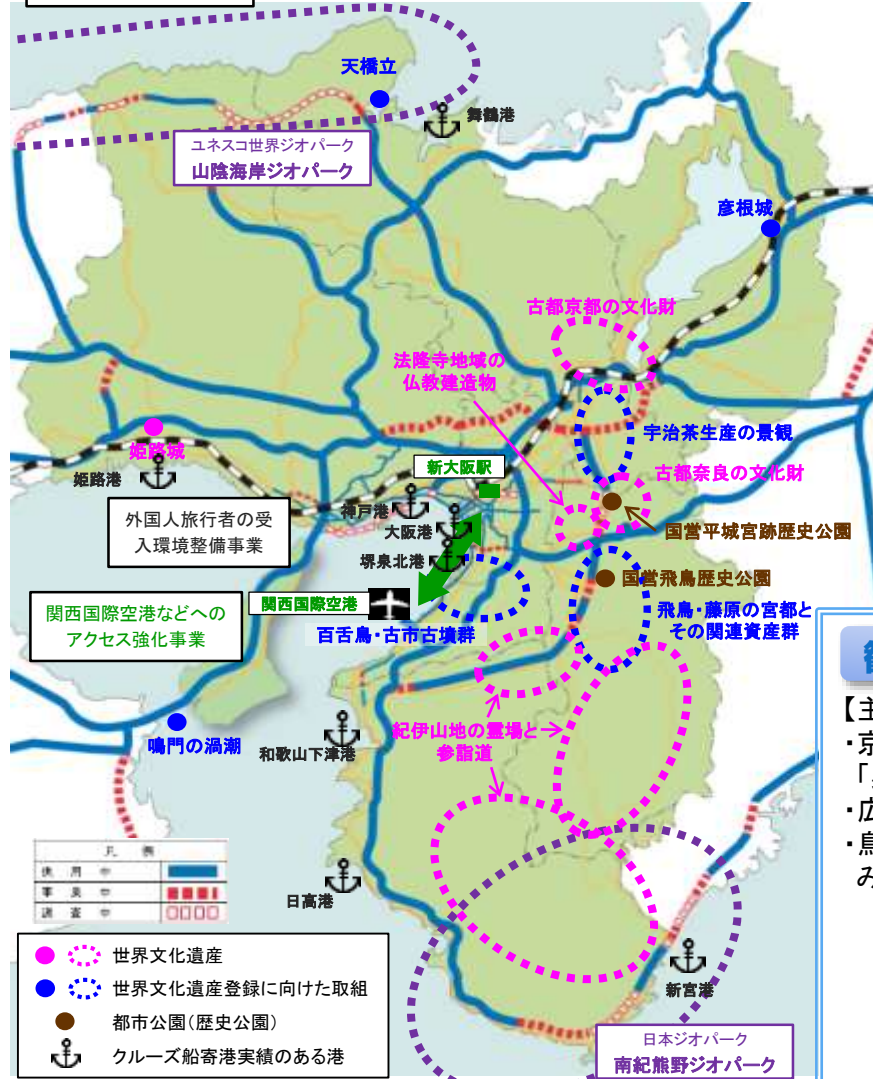 天橋立
舞鶴港
ユネスコ世界ジオパーク
山陰海岸ジオパーク
彦根城
古都京都の文化財
法隆寺地域の
仏教建造物
宇治茶生産の景観
姫路城
新大阪駅
古都奈良の文化財
姫路港
神戸港
外国人旅行者の受
入環境整備事業
大阪港
国営平城宮跡歴史公園
堺泉北港
国営飛鳥歴史公園
関西国際空港
関西国際空港などへの
アクセス強化事業
飛鳥・藤原の宮都と
その関連資産群
百舌鳥・古市古墳群
【主
・京
紀伊山地の霊場と
参詣道
鳴門の渦潮
和歌山下津港
・広
・鳥
み
凡 例
供 用 中
事 業 中
調 査 中
日高港
世界文化遺産
世界文化遺産登録に向けた取組
都市公園(歴史公園)
クルーズ船寄港実績のある港
新宮港
日本ジオパーク
南紀熊野ジオパーク